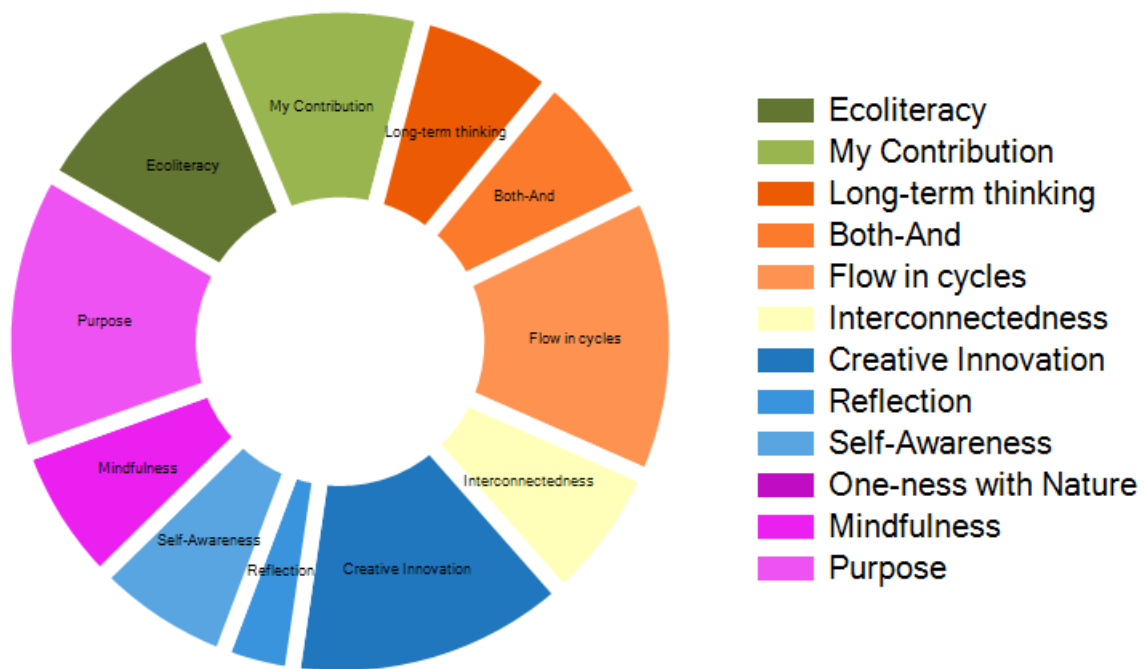 My Contribution
Long-term thinking
Ecoliteracy
Both-And
Purpose
Flow in cycles
Mindfulness
Interconnectedness
Self-Awareness
Reflection
Creative Innovation
Ecoliteracy
My Contribution
Long-term thinking
Both-And
Flow in cycles
Interconnectedness
Creative Innovation
Reflection
Self-Awareness
One-ness with Nature
Mindfulness
Purpose